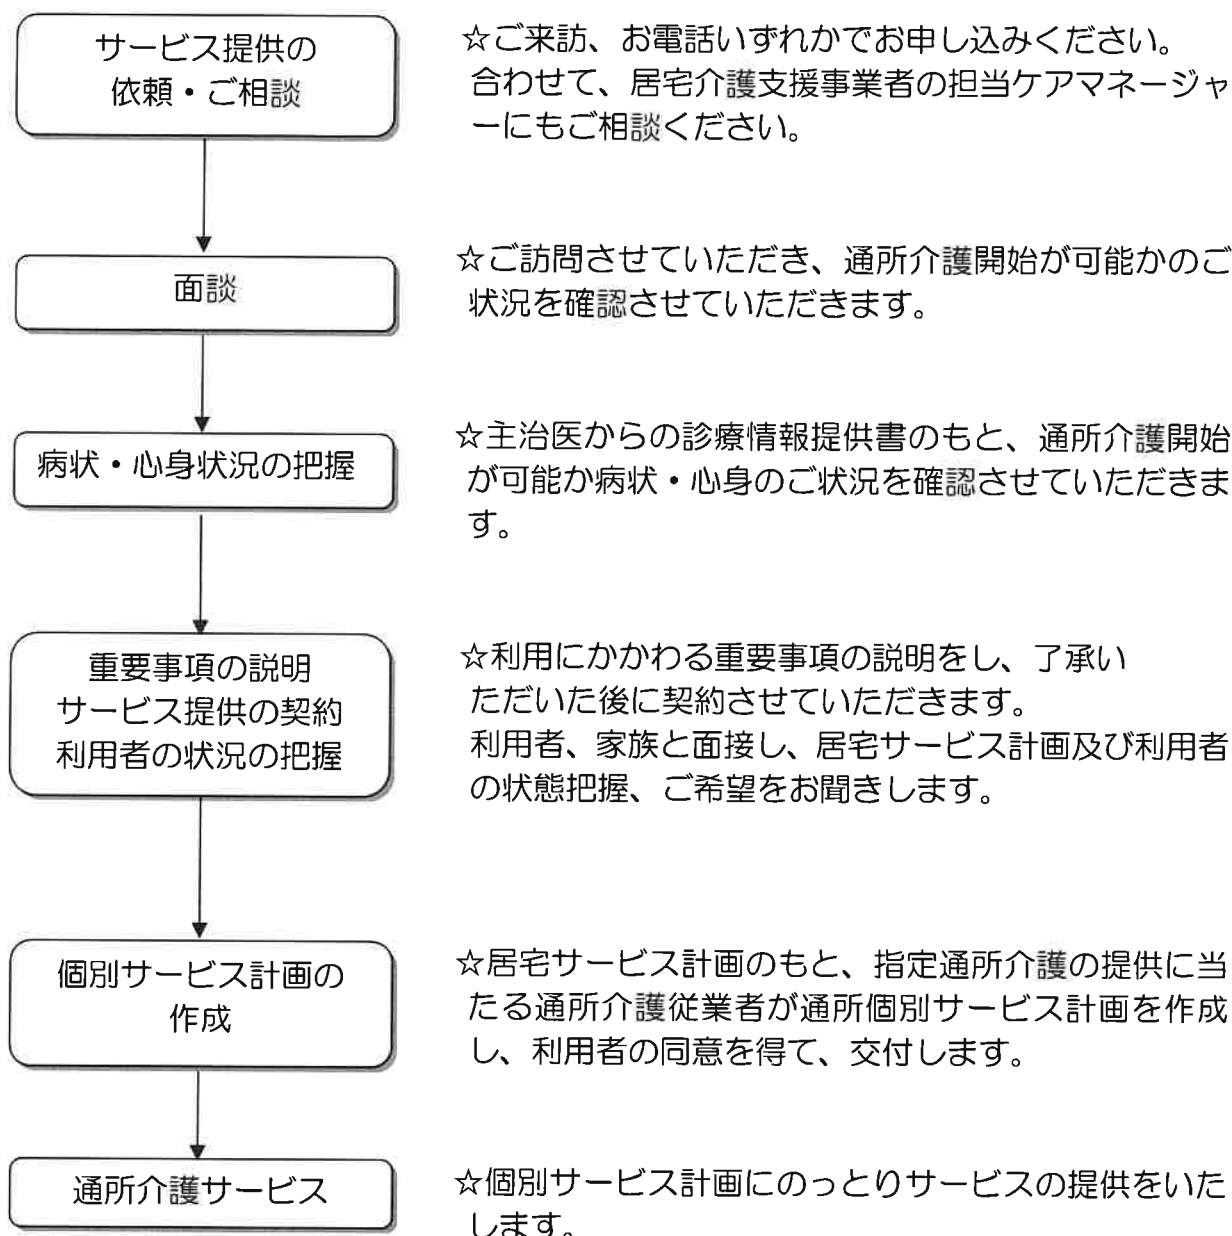 サービス提供の
依頼・ご相談
☆ご来訪、お電話いずれかでお申し込みください。
合わせて、居宅介護支援事業者の担当ケアマネージャ
ーにもご相談ください。
面談
☆ご訪問させていただき、通所介護開始が可能かのご
状況を確認させていただきます。
病状・心身状況の把握
☆主治医からの診療情報提供書のもと、通所介護開始
が可能か病状・心身のご状況を確認させていただきま
す。
重要事項の説明
サービス提供の契約
利用者の状況の把握
☆利用にかかわる重要事項の説明をし、了承い
ただいた後に契約させていただきます。
利用者、家族と面接し、居宅サービス計画及び利用者
の状態把握、ご希望をお聞きします。
個別サービス計画の
作成
☆居宅サービス計画のもと、指定通所介護の提供に当
たる通所介護従業者が通所個別サービス計画を作成
し、利用者の同意を得て、交付します。
通所介護サービス
☆個別サービス計画にのっとりサービスの提供をいた
します。